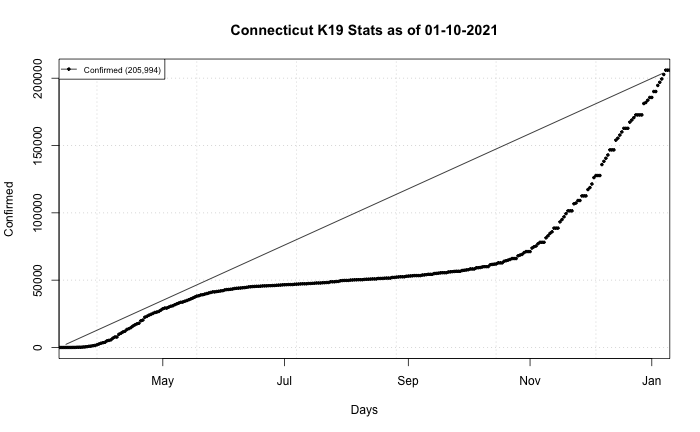 Connecticut K19 Stats as of 01-10-2021
Confirmed (205,994)
200000
150000
100000
50000
0
Confirmed
May Jul Sep Nov Jan
Days